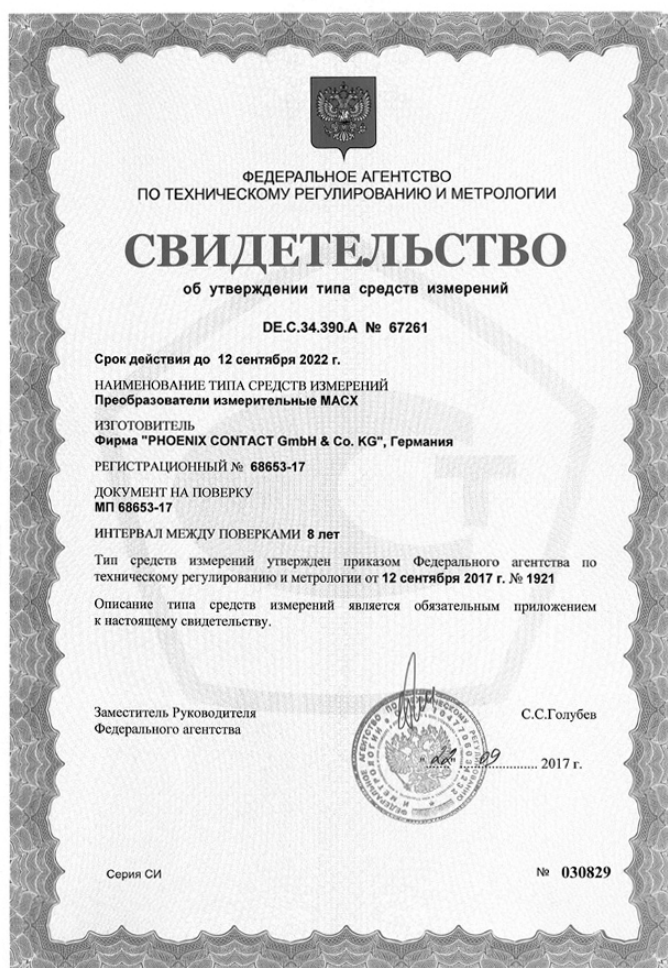 ФЕДЕРАЛЬНОЕ АГЕНТСТВО
ПО ТЕХНИЧЕСКОМУ РЕГУЛИРОВАНИЮ И МЕТРОЛОГИИ
СВИДЕТЕЛЬСТВО
об утверждении типа средств измерений
DE.C.34.390.A № 67261
Срок действия до 12 сентября 2022 г.
НАИМЕНОВАНИЕ ТИПА СРЕДСТВ ИЗМЕРЕНИЙ
Преобразователи измерительные MACX
ИЗГОТОВИТЕЛЬ
Фирма "PHOENIX CONTACT GmbH & Co. KG", Германия
РЕГИСТРАЦИОННЫЙ № 68653-17
ДОКУМЕНТ НА ПОВЕРКУ
МП 68653-17
ИНТЕРВАЛ МЕЖДУ ПОВЕРКАМИ 8 лет
Тип средств измерений утвержден приказом Федерального агентства по
техническому регулированию и метрологии от 12 сентября 2017 г. № 1921
Описание типа средств измерений является обязательным приложением
к настоящему свидетельству.
Заместитель Руководителя
Федерального агентства
С.С.Голубев
"22" 09 2017 г.
Серия СИ
№ 030829